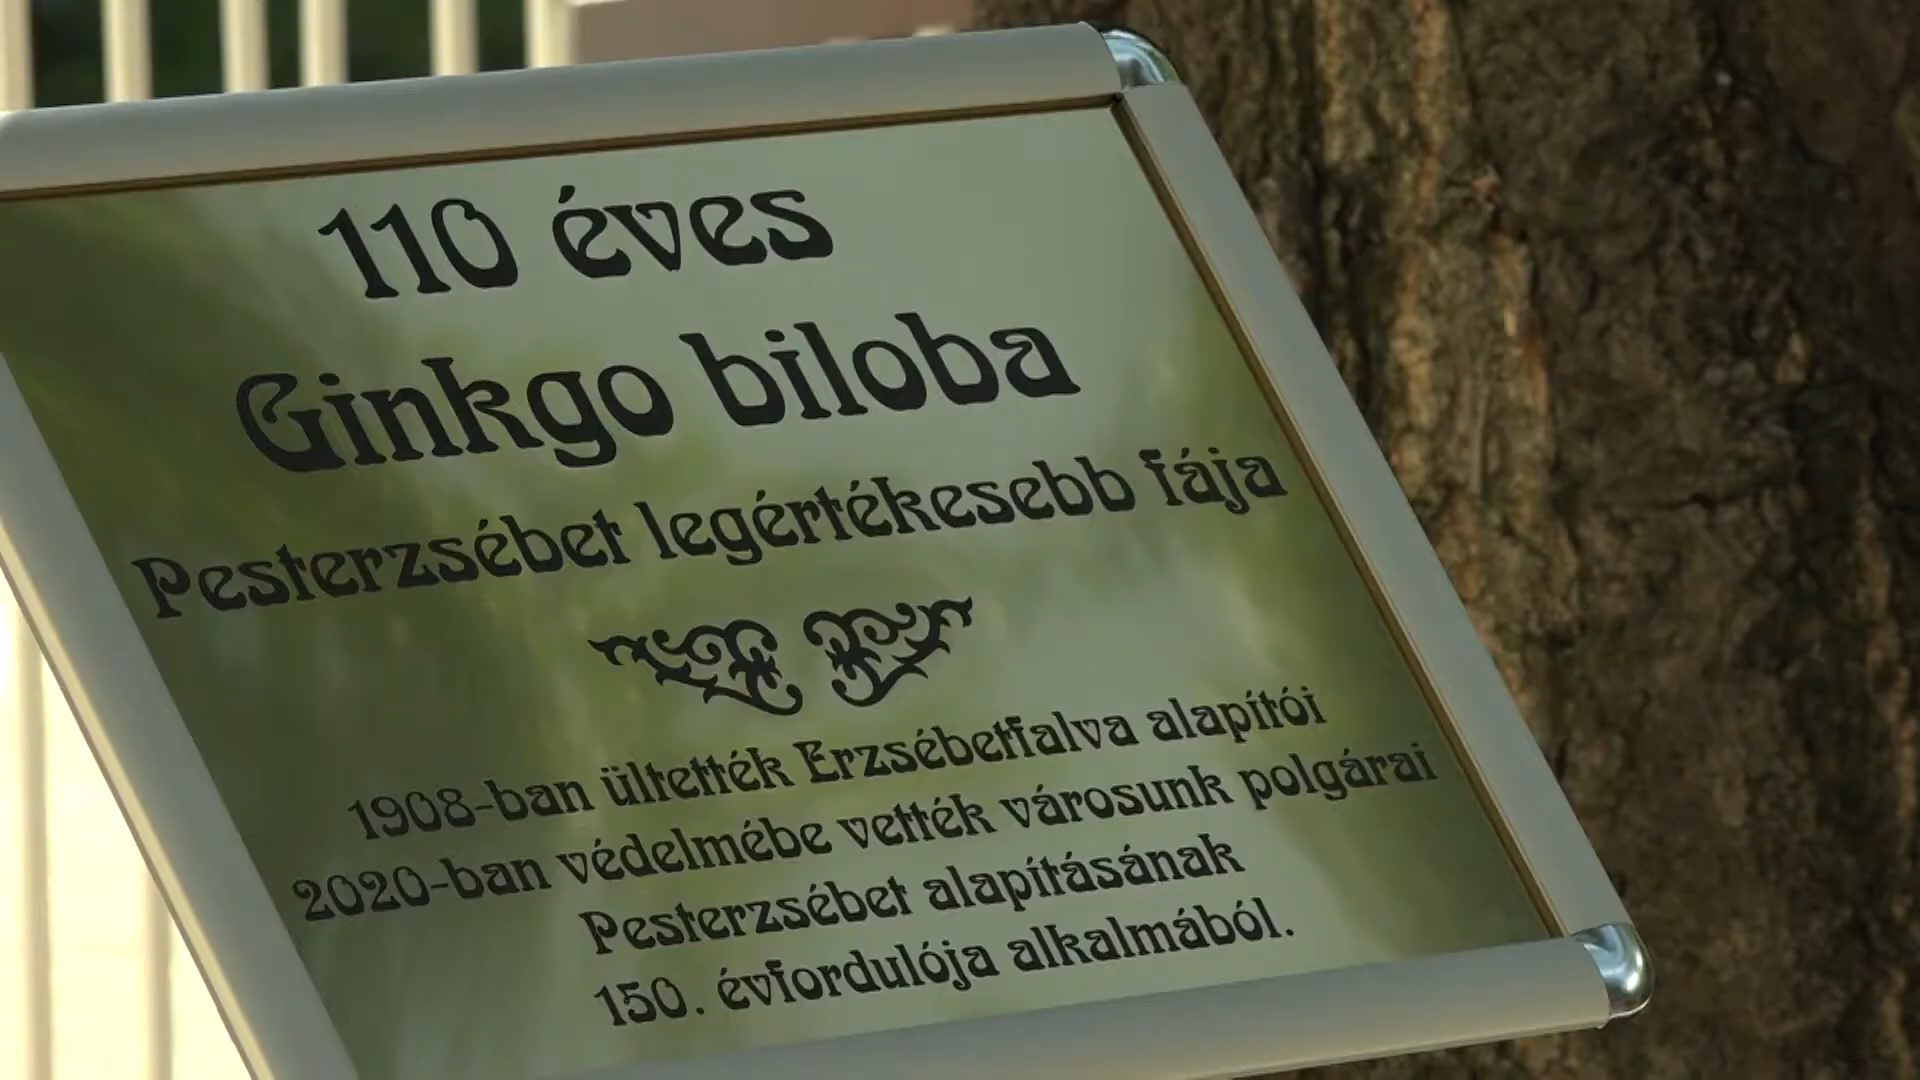 110 éves
Ginkgo biloba
Pesterzsébet legértékesebb fája
1908-ban ültették Erzsébetfalva alapítói
2020-ban védelmébe vették városunk polgárai
Pesterzsébet alapításának
150. évfordulója alkalmából.